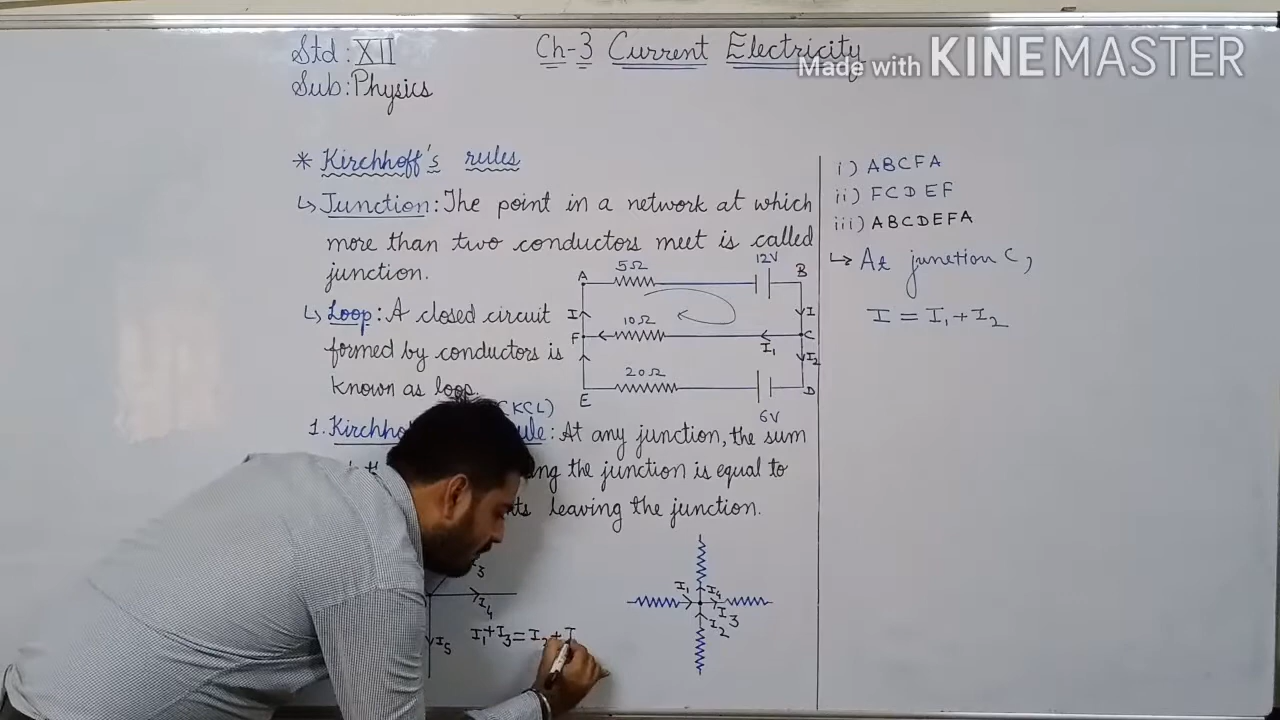 Std : XII
Sub: Physics
Ch-3 Current Electricity
Made with KINEMASTER
* Kirchhoff's rules
↳ Junction: The point in a network at which
more than two conductors meet is called
junction.
↳ Loop: A closed circuit
formed by conductors is
known as loop.
5Ω
12V
A
B
I
I
10Ω
F
C
I₁
I₂
20Ω
E
D
6V
(KCL)
1. Kirchho ule: At any junction, the sum
ing the junction is equal to
nts leaving the junction.
I₃
I₄
I₅
I₁+I₃=I₂+I
I₁
I₄
I₃
I₂
i) ABCFA
ii) FCDEF
iii) ABCDEFA
↳ At junction C,
I = I₁+I₂